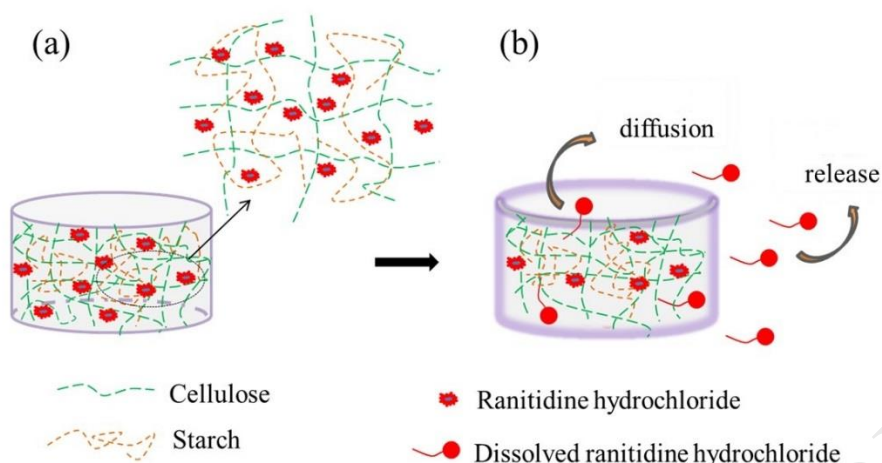 (a)
(b)
diffusion
release
Cellulose
Starch
Ranitidine hydrochloride
Dissolved ranitidine hydrochloride